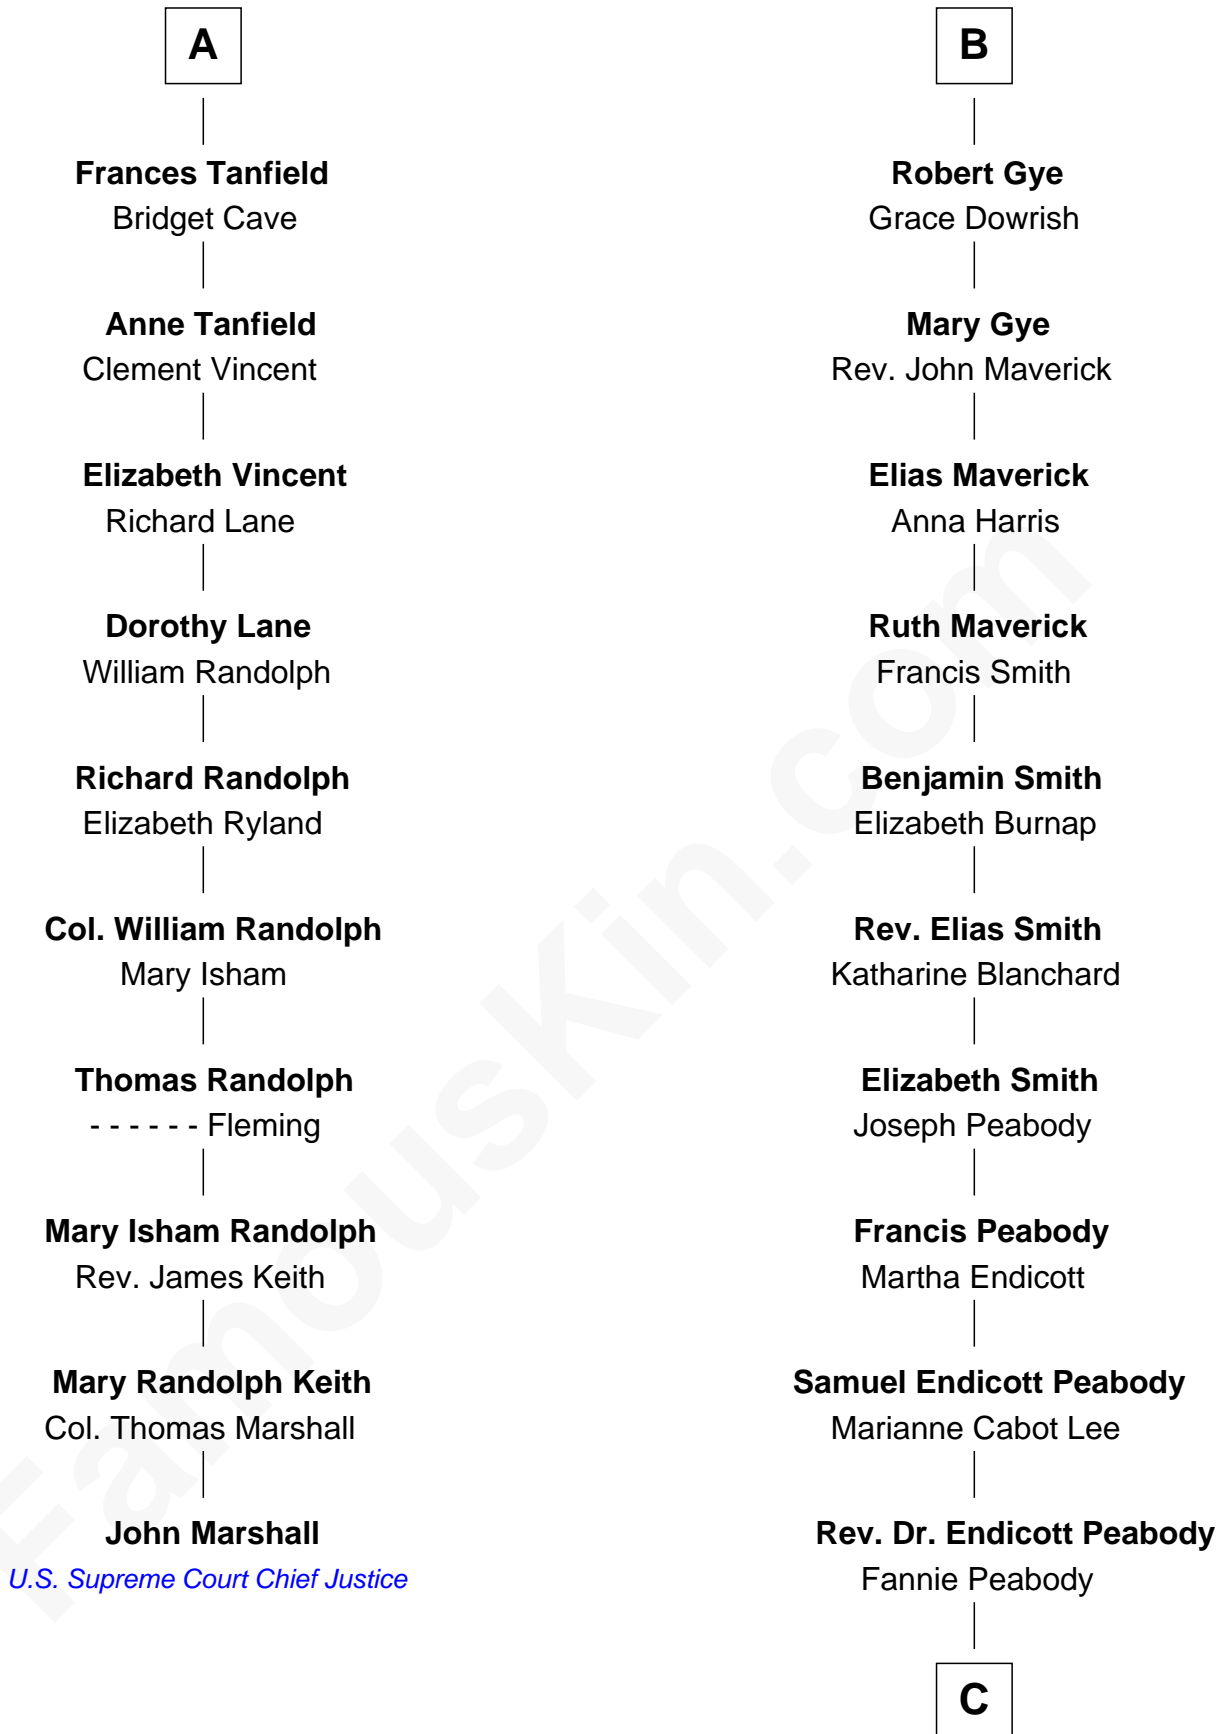 A
Frances Tanfield
Bridget Cave
Anne Tanfield
Clement Vincent
Elizabeth Vincent
Richard Lane
Dorothy Lane
William Randolph
Richard Randolph
Elizabeth Ryland
Col. William Randolph
Mary Isham
Thomas Randolph
- - - - - - Fleming
Mary Isham Randolph
Rev. James Keith
Mary Randolph Keith
Col. Thomas Marshall
John Marshall
U.S. Supreme Court Chief Justice
B
Robert Gye
Grace Dowrish
Mary Gye
Rev. John Maverick
Elias Maverick
Anna Harris
Ruth Maverick
Francis Smith
Benjamin Smith
Elizabeth Burnap
Rev. Elias Smith
Katharine Blanchard
Elizabeth Smith
Joseph Peabody
Francis Peabody
Martha Endicott
Samuel Endicott Peabody
Marianne Cabot Lee
Rev. Dr. Endicott Peabody
Fannie Peabody
C
FamousKin.com